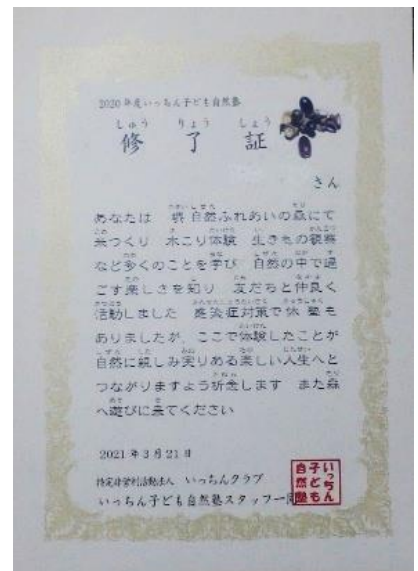 2020年度いっちん子ども自然塾
しゅう りょう しょう
修 了 証
さん
あなたは 堺自然ふれあいの森にて
米つくり 木こり体験 生きもの観察
など多くのことを学び 自然の中で過
ごす楽しさを知り 友だちと仲良く
活動しました 感染症対策で休塾も
ありましたが、ここで体験したことが
自然に親しみ実りある楽しい人生へと
つながりますよう祈念します また森
へ遊びに来てください
2021年3月21日
特定非営利活動法人 いっちんクラブ
いっちん子ども自然塾スタッフ一同
いっちん
子ども
自然塾